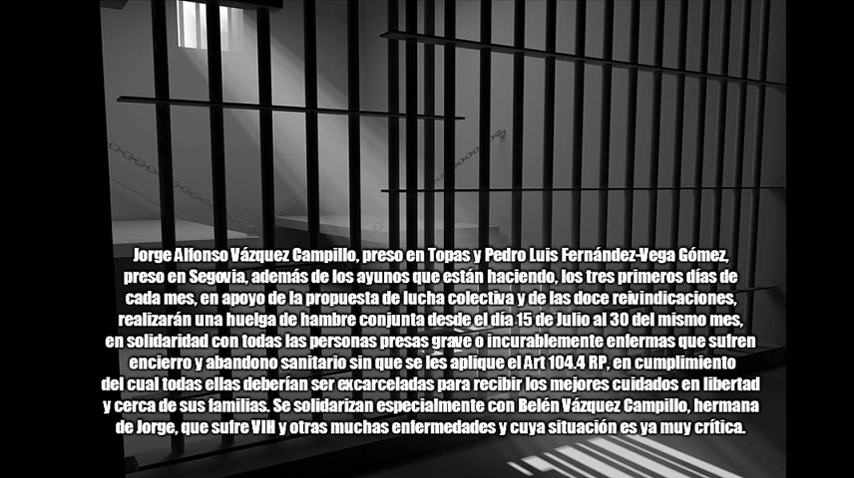 Jorge Alfonso Vázquez Campillo, preso en Topas y Pedro Luis Fernández-Vega Gómez,
preso en Segovia, además de los ayunos que están haciendo, los tres primeros días de
cada mes, en apoyo de la propuesta de lucha colectiva y de las doce reivindicaciones,
realizarán una huelga de hambre conjunta desde el día 15 de Julio al 30 del mismo mes,
en solidaridad con todas las personas presas grave o incurablemente enfermas que sufren
encierro y abandono sanitario sin que se les aplique el Art 104.4 RP, en cumplimiento
del cual todas ellas deberían ser excarceladas para recibir los mejores cuidados en libertad
y cerca de sus familias. Se solidarizan especialmente con Belén Vázquez Campillo, hermana
de Jorge, que sufre VIH y otras muchas enfermedades y cuya situación es ya muy crítica.